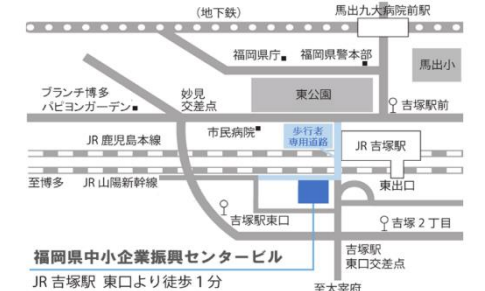 (地下鉄)
馬出九大病院前駅
福岡県庁
福岡県警本部
馬出小
ブランチ博多
パピヨンガーデン
妙見
交差点
東公園
吉塚駅前
市民病院
歩行者
専用道路
JR 鹿児島本線
JR 吉塚駅
至博多
JR 山陽新幹線
東出口
吉塚駅東口
吉塚2丁目
福岡県中小企業振興センタービル
吉塚駅
東口交差点
JR 吉塚駅 東口より徒歩1分
至太宰府